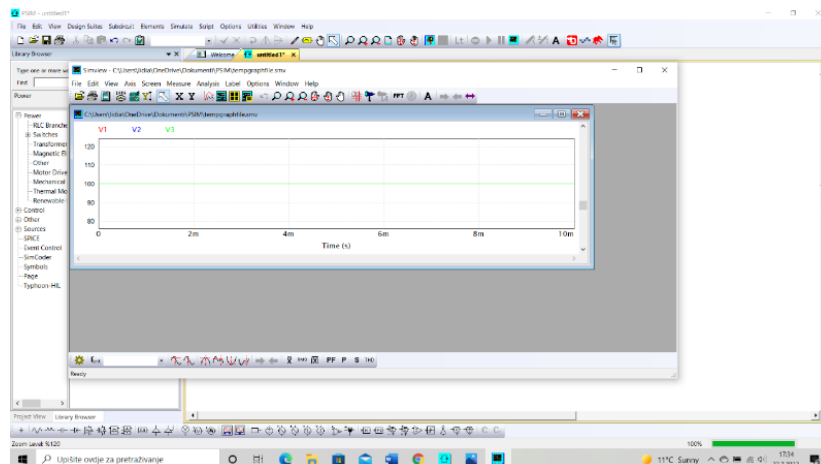 PSIM - untitled1*
File Edit View Design Suites Subcircuit Elements Simulate Script Options Utilities Window Help
Library Browser
Welcome untitled1* x
Type one or more wo
Find
Simview - C:\Users\lidia\OneDrive\Dokumenti\PSIM\tempgraphfile.smv
File Edit View Axis Screen Measure Analysis Label Options Window Help
X Y FFT A
Power
C:\Users\lidia\OneDrive\Dokumenti\PSIM\tempgraphfile.smv
Power
RLC Branche
Switches
Transformer
Magnetic El
Other
Motor Drive
Mechanical
Thermal Mo
Renewable
Control
Other
Sources
SPICE
Event Control
SimCoder
Symbols
Page
Typhoon-HIL
V1 V2 V3
120
110
100
90
80
0 2m 4m 6m 8m 10m
Time (s)
PF P S THD
Ready
Project View Library Browser
C C
Zoom Level: %120
100%
Upišite ovdje za pretraživanje
11°C Sunny
17:34